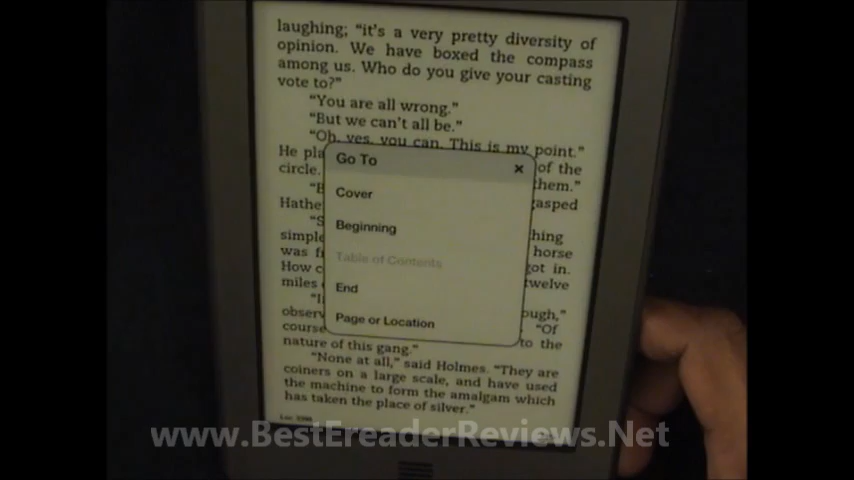 laughing; “it’s a very pretty diversity of
opinion. We have boxed the compass
among us. Who do you give your casting
vote to?”
“You are all wrong.”
“But we can’t all be.”
“Oh, yes, you can. This is my point.”
He pla of the
circle. them.”
“B gasped
Hathe
“S thing
simple horse
was fr got in.
How c twelve
miles
“I ough,”
observ “Of
course to the
nature of this gang.”
“None at all,” said Holmes. “They are
coiners on a large scale, and have used
the machine to form the amalgam which
has taken the place of silver.”
Go To ×
Cover
Beginning
Table of Contents
End
Page or Location
www.BestEreaderReviews.Net